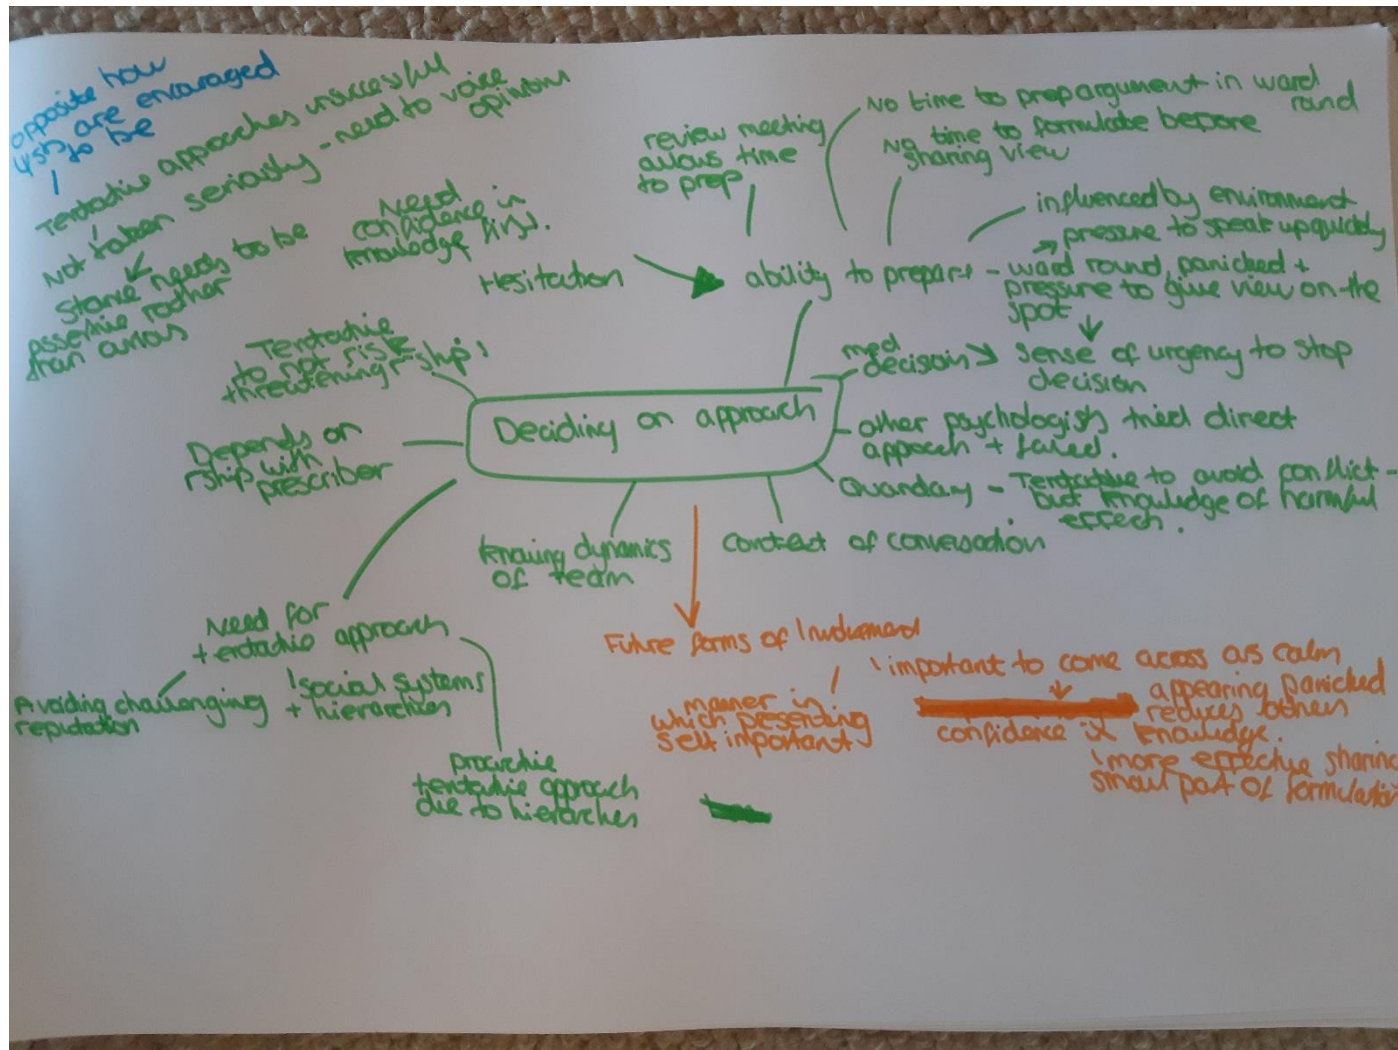 opposite how
are encouraged
to be
Tentative approaches unsuccessful
Not taken seriously - need to voice
opinion
Stance needs to be
assertive rather
than curious
Need
confidence in
knowledge first.
Hesitation
review meeting
allows time
to prep
No time to prep argument in ward
round
No time to formulate before
sharing view
influenced by environment
pressure to speak up quickly
ability to prepare - ward round, panicked +
pressure to give view on the
spot
med
decision
sense of urgency to stop
decision
Tentative
to not risk
threatening r-ship
Deciding on approach
other psychologists tried direct
approach + failed.
Quandary - Tentative to avoid conflict -
but knowledge of harmful
effects.
Depends on
rship with
prescriber
knowing dynamics
of team
context of conversation
Need for
tentative approach
Avoiding challenging
reputation
social systems
+ hierarchies
proactive
tentative approach
due to hierarchies
Future forms of involvement
manner in
which presenting
self important
important to come across as calm
appearing panicked
reduces others
confidence in knowledge.
more effective sharing
small part of formulation